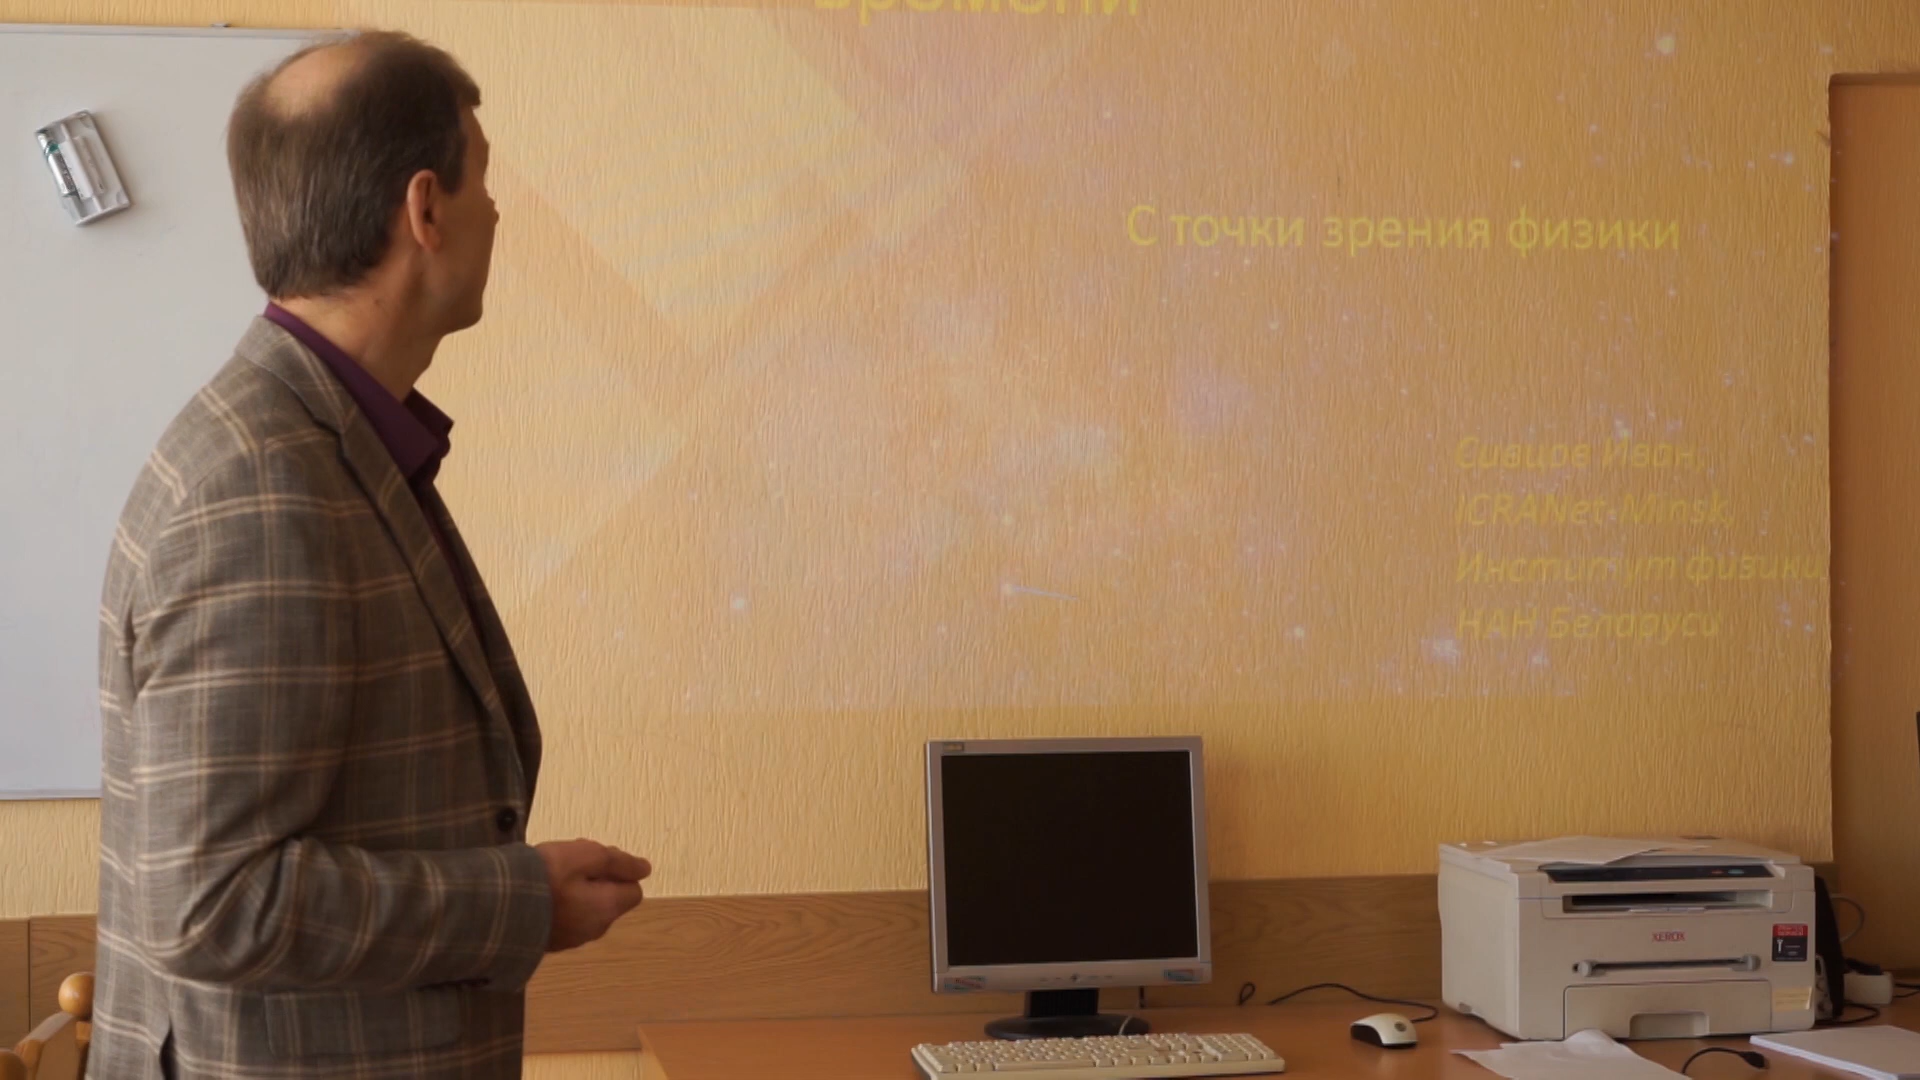 Времени
С точки зрения физики
Сивцов Иван,
ICRANet-Minsk,
Институт физики
НАН Беларуси
XEROX